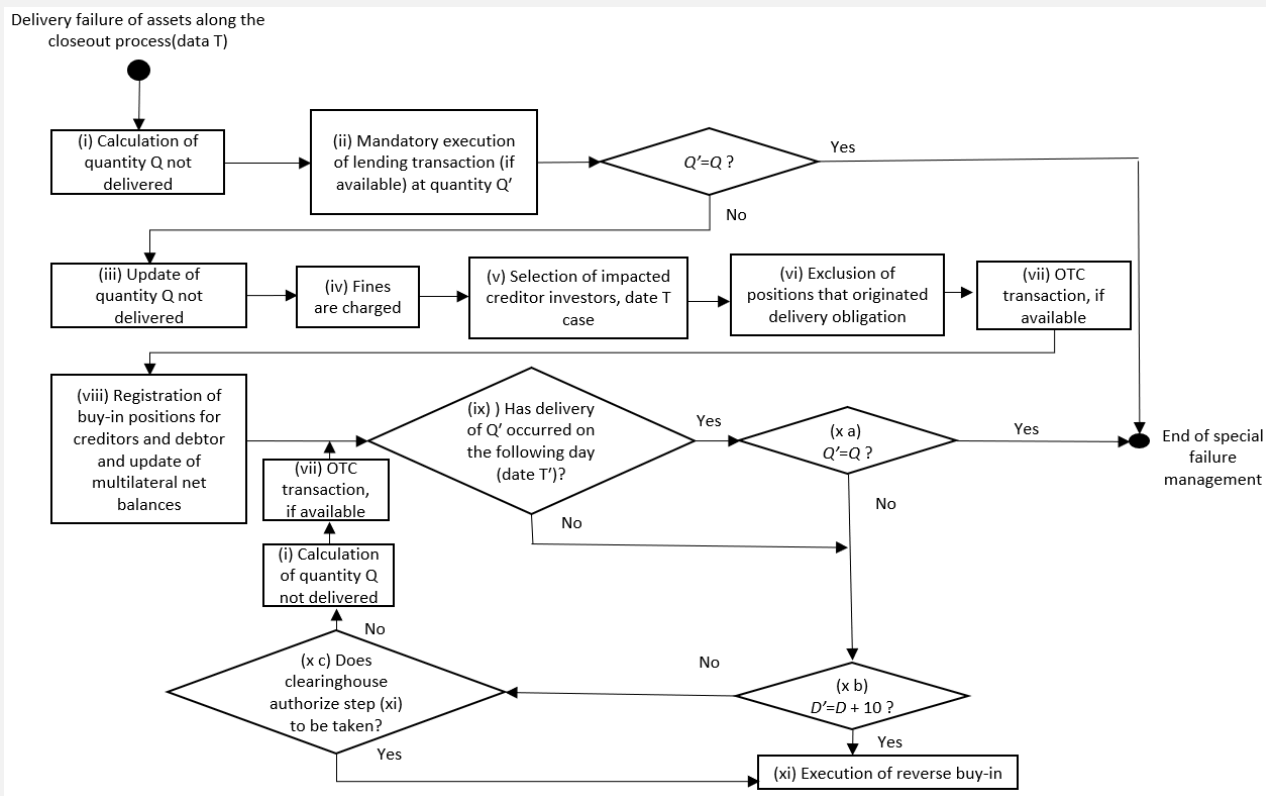 Delivery failure of assets along the
closeout process(data T)
(i) Calculation of
quantity Q not
delivered
(ii) Mandatory execution
of lending transaction (if
available) at quantity Q’
Q’=Q ?
Yes
No
(iii) Update of
quantity Q not
delivered
(iv) Fines
are charged
(v) Selection of impacted
creditor investors, date T
case
(vi) Exclusion of
positions that originated
delivery obligation
(vii) OTC
transaction, if
available
(viii) Registration of
buy-in positions for
creditors and debtor
and update of
multilateral net
balances
(ix) ) Has delivery
of Q’ occurred on
the following day
(date T’)?
Yes
No
(x a)
Q’=Q ?
Yes
No
End of special
failure
management
(vii) OTC
transaction,
if available
(i) Calculation
of quantity Q
not delivered
No
(x c) Does
clearinghouse
authorize step (xi)
to be taken?
Yes
No
(x b)
D’=D + 10 ?
Yes
(xi) Execution of reverse buy-in